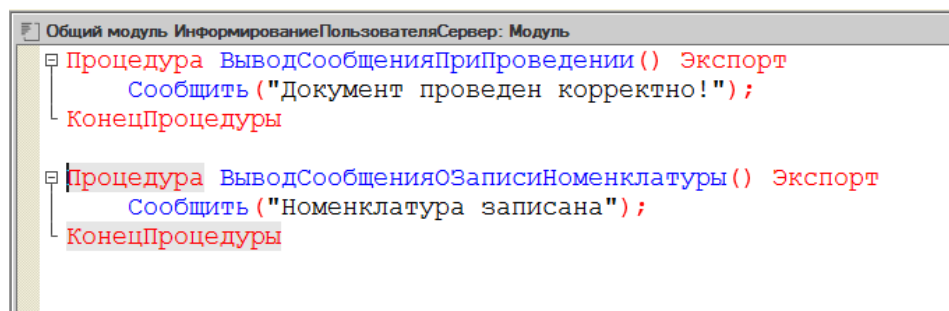 Общий модуль ИнформированиеПользователяСервер: Модуль
Процедура ВыводСообщенияПриПроведении() Экспорт
Сообщить("Документ проведен корректно!");
КонецПроцедуры
Процедура ВыводСообщенияОЗаписиНоменклатуры() Экспорт
Сообщить("Номенклатура записана");
КонецПроцедуры